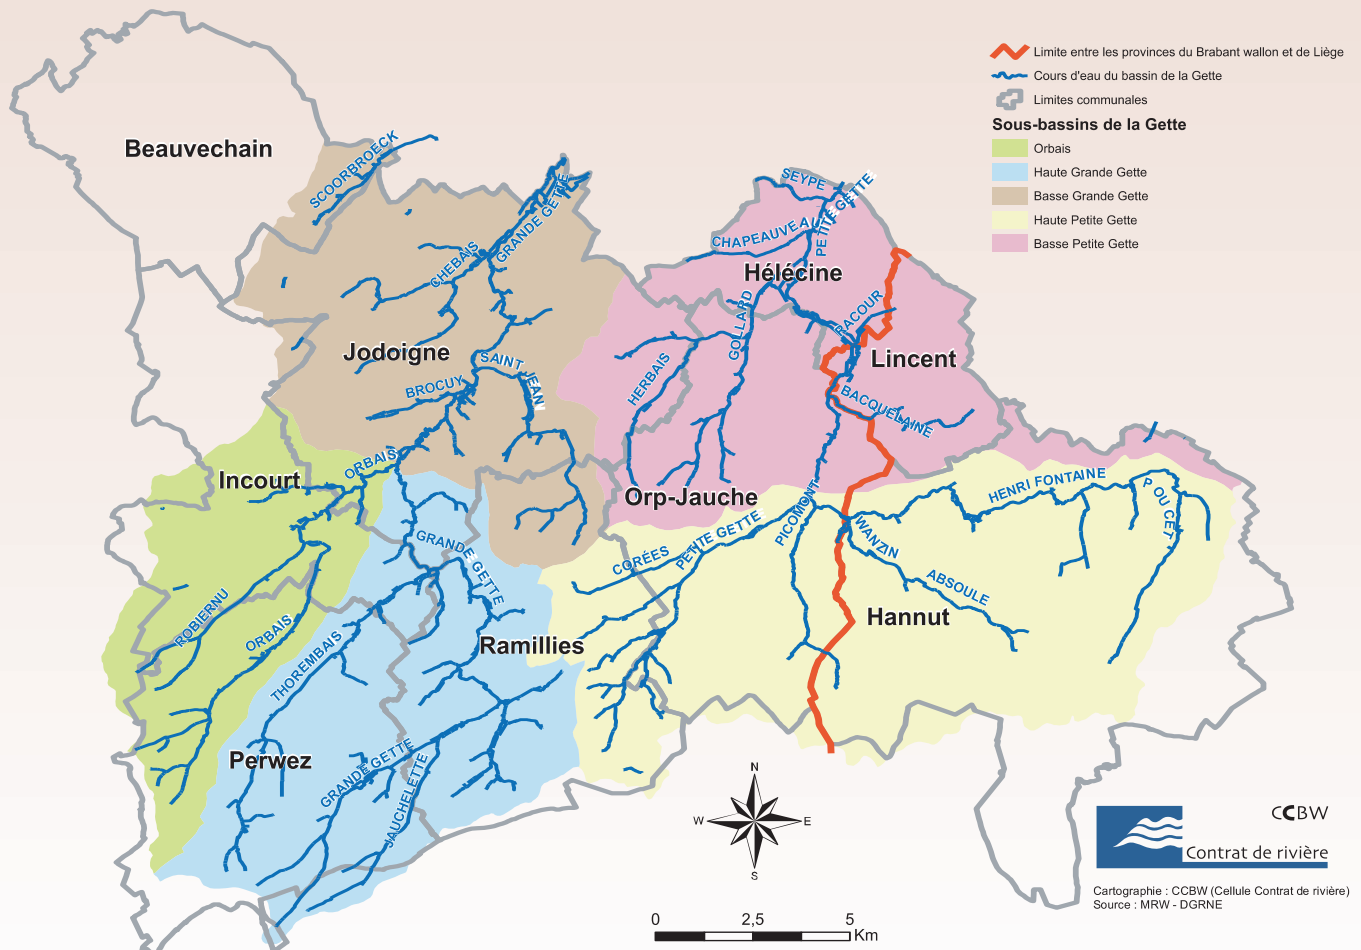 Limite entre les provinces du Brabant wallon et de Liège
Cours d'eau du bassin de la Gette
Limites communales
Sous-bassins de la Gette
Orbais
Haute Grande Gette
Basse Grande Gette
Haute Petite Gette
Basse Petite Gette
Beauvechain
SCOORBROECK
GRANDE GETTE
CHEBAIS
SEYPE
PETITE GETTE
CHAPEAUVEAU
PETITE GETTE
Hélécine
GOLLARD
RACOUR
Jodoigne
SAINT JEAN
BROCUY
HERBAIS
Lincent
BACQUELAINE
ORBAIS
Incourt
Orp-Jauche
PICOMONT
HENRI FONTAINE
P OU CET
GRANDE GETTE
CORÉES
PETITE GETTE
WANZIN
ABSOULE
ROBIERNU
ORBAIS
THOREMBAIS
Ramillies
Hannut
Perwez
GRANDE GETTE
JAUCHELETTE
N
W
E
S
CCBW
Contrat de rivière
Cartographie : CCBW (Cellule Contrat de rivière)
Source : MRW - DGRNE
0 2,5 5
Km